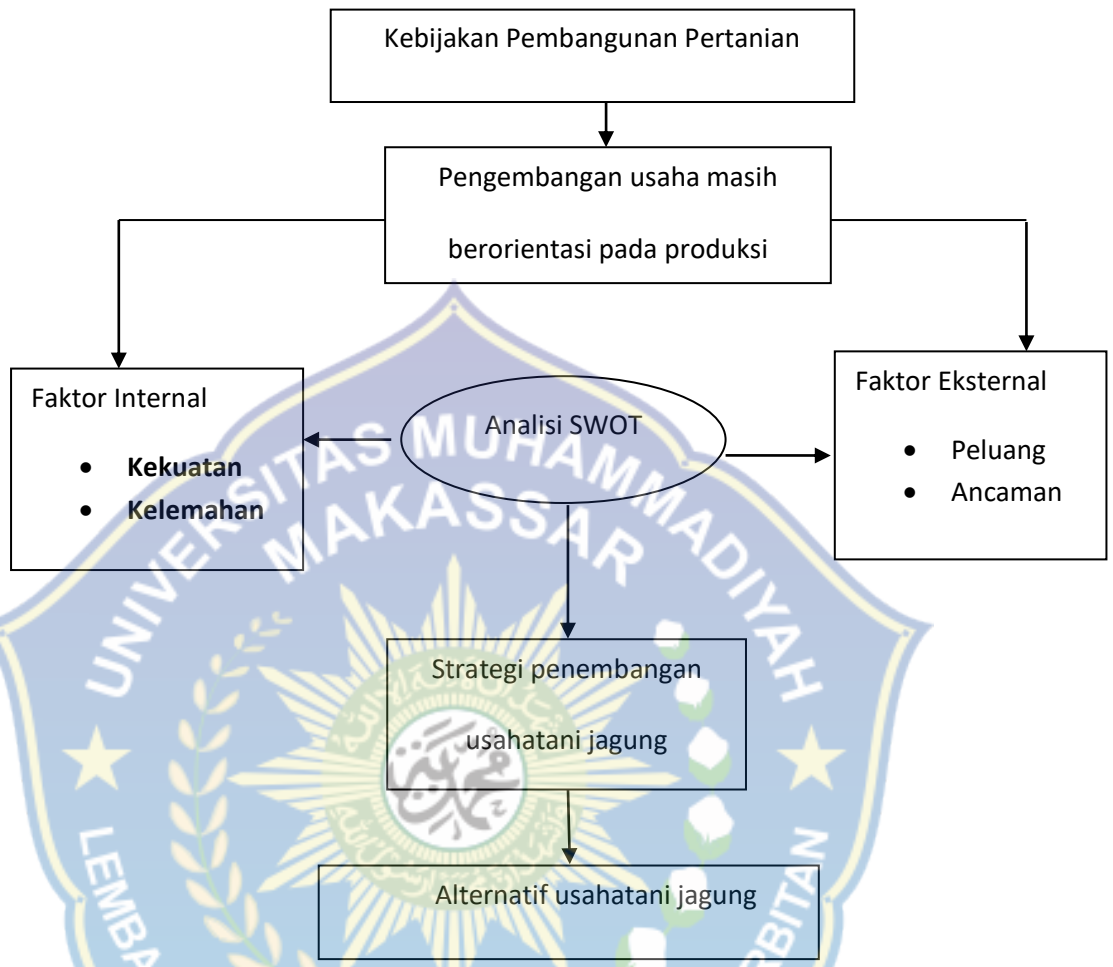 Kebijakan Pembangunan Pertanian
Pengembangan usaha masih
berorientasi pada produksi
Faktor Internal
• Kekuatan
• Kelemahan
Analisi SWOT
Faktor Eksternal
• Peluang
• Ancaman
Strategi penembangan
usahatani jagung
Alternatif usahatani jagung
UNIVERSITAS MUHAMMADIYAH
MAKASSAR
محمد